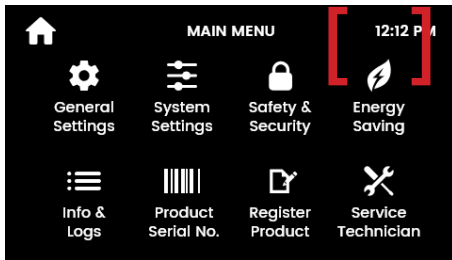 MAIN MENU
12:12 PM
General Settings
System Settings
Safety & Security
Energy Saving
Info & Logs
Product Serial No.
Register Product
Service Technician